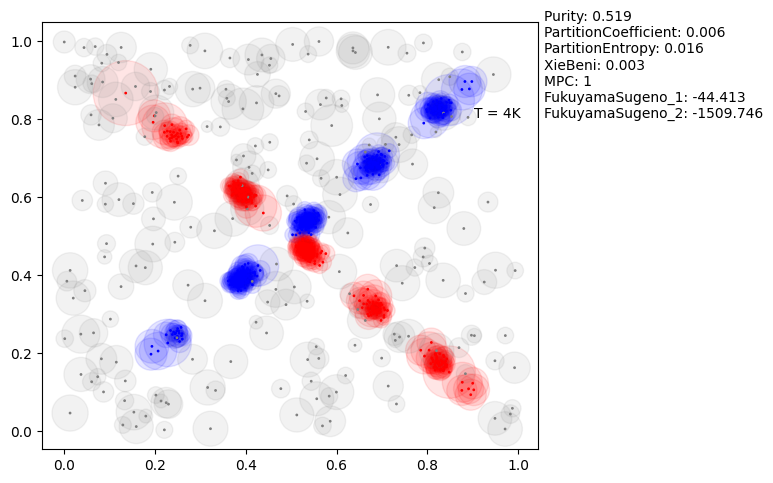 Purity: 0.519
PartitionCoefficient: 0.006
PartitionEntropy: 0.016
XieBeni: 0.003
MPC: 1
FukuyamaSugeno_1: -44.413
FukuyamaSugeno_2: -1509.746
T = 4K
1.0
0.8
0.6
0.4
0.2
0.0
0.0 0.2 0.4 0.6 0.8 1.0